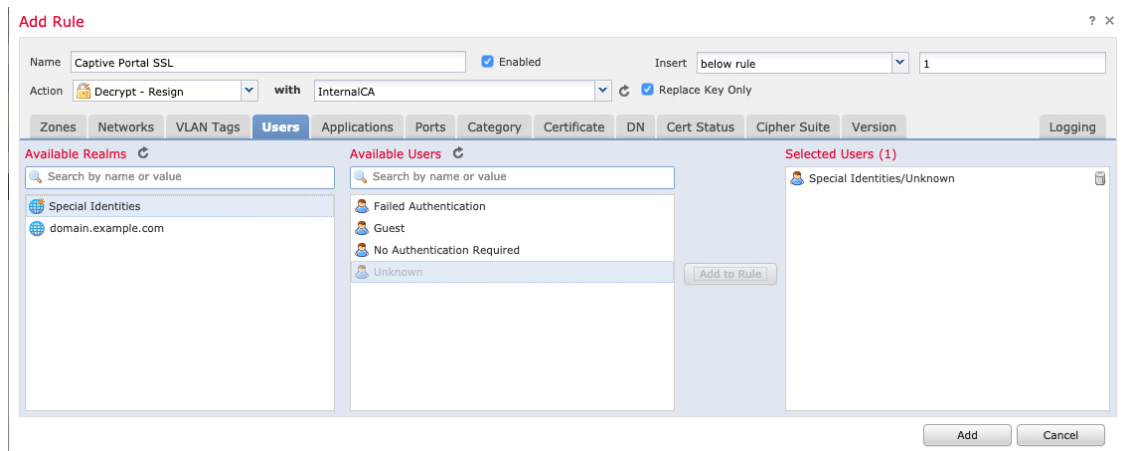 Add Rule ? ×
Name Captive Portal SSL Enabled Insert below rule 1
Action Decrypt - Resign with InternalCA Replace Key Only
Zones Networks VLAN Tags Users Applications Ports Category Certificate DN Cert Status Cipher Suite Version Logging
Available Realms Available Users Selected Users (1)
Search by name or value Search by name or value Special Identities/Unknown
Special Identities Failed Authentication
domain.example.com Guest
No Authentication Required
Unknown Add to Rule
Add Cancel